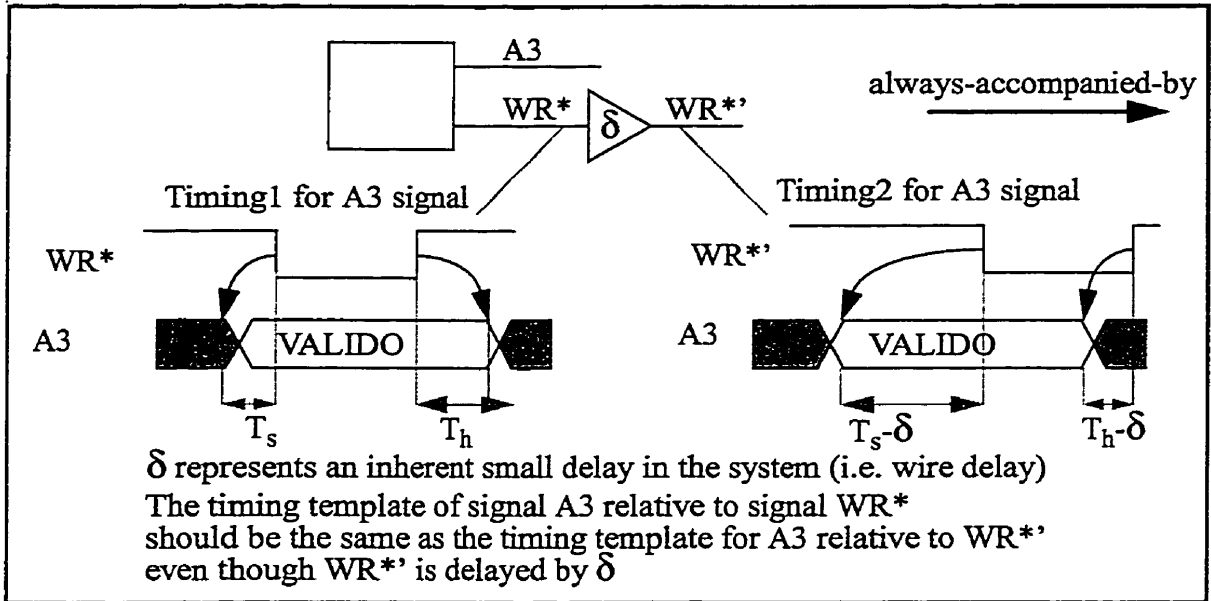 A3
always-accompanied-by
WR*
δ
WR*'
Timing1 for A3 signal
Timing2 for A3 signal
WR*
WR*'
A3
VALIDO
A3
VALIDO
Ts
Th
Ts-δ
Th-δ
δ represents an inherent small delay in the system (i.e. wire delay)
The timing template of signal A3 relative to signal WR*
should be the same as the timing template for A3 relative to WR*'
even though WR*' is delayed by δ